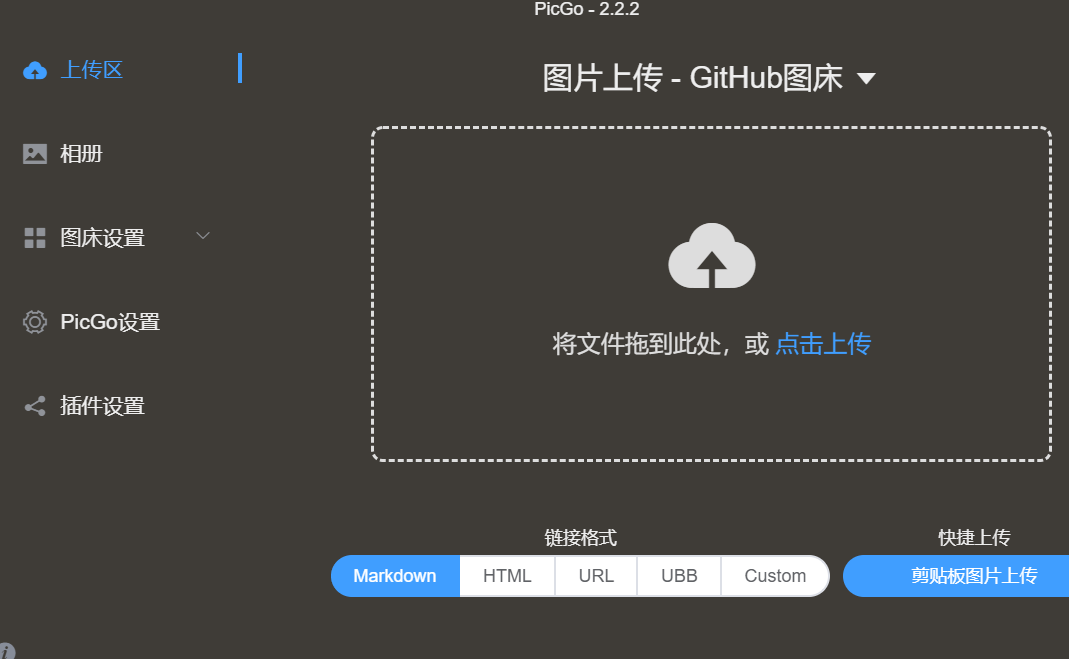 PicGo - 2.2.2
上传区
图片上传 - GitHub图床
相册
图床设置
PicGo设置
插件设置
将文件拖到此处，或 点击上传
链接格式
快捷上传
Markdown HTML URL UBB Custom
剪贴板图片上传
i